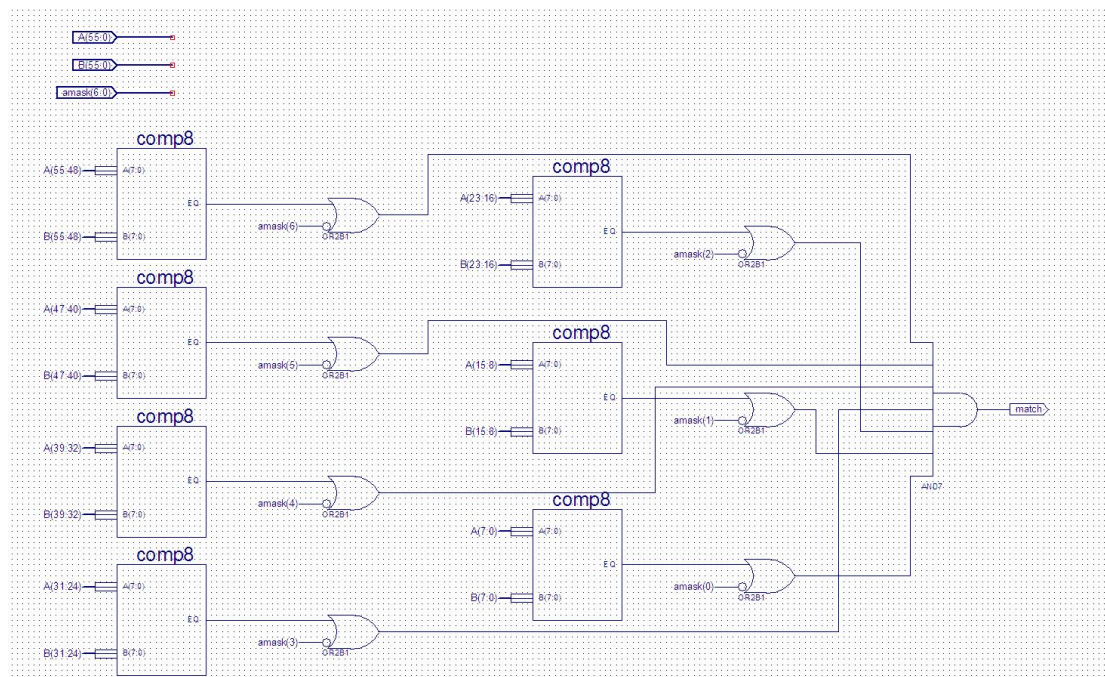 A(55:0)
B(55:0)
amask(6:0)
comp8
A(55:48)
A(7:0)
EQ
amask(6)
OR2B1
B(55:48)
B(7:0)
comp8
A(47:40)
A(7:0)
EQ
amask(5)
OR2B1
B(47:40)
B(7:0)
comp8
A(39:32)
A(7:0)
EQ
amask(4)
OR2B1
B(39:32)
B(7:0)
comp8
A(31:24)
A(7:0)
EQ
amask(3)
OR2B1
B(31:24)
B(7:0)
comp8
A(23:16)
A(7:0)
EQ
amask(2)
OR2B1
B(23:16)
B(7:0)
comp8
A(15:8)
A(7:0)
EQ
amask(1)
OR2B1
B(15:8)
B(7:0)
comp8
A(7:0)
A(7:0)
EQ
amask(0)
OR2B1
B(7:0)
B(7:0)
match
AND7